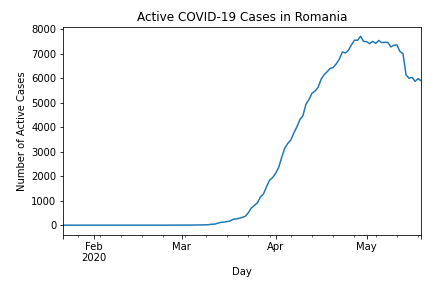 Active COVID-19 Cases in Romania
8000
7000
6000
5000
4000
3000
2000
1000
0
Number of Active Cases
Feb
2020
Mar
Apr
May
Day